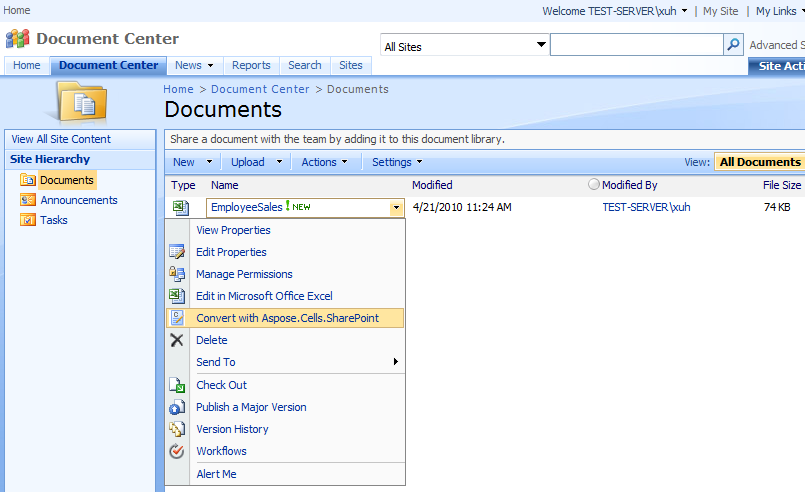 Home Welcome TEST-SERVER\xuh | My Site | My Links
Document Center
All Sites Advanced S
Home Document Center News Reports Search Sites Site Acti
Home > Document Center > Documents
Documents
View All Site Content
Share a document with the team by adding it to this document library.
Site Hierarchy
Documents
Announcements
Tasks
New Upload Actions Settings View: All Documents
Type Name Modified Modified By File Size
EmployeeSales ! NEW 4/21/2010 11:24 AM TEST-SERVER\xuh 74 KB
View Properties
Edit Properties
Manage Permissions
Edit in Microsoft Office Excel
Convert with Aspose.Cells.SharePoint
Delete
Send To
Check Out
Publish a Major Version
Version History
Workflows
Alert Me